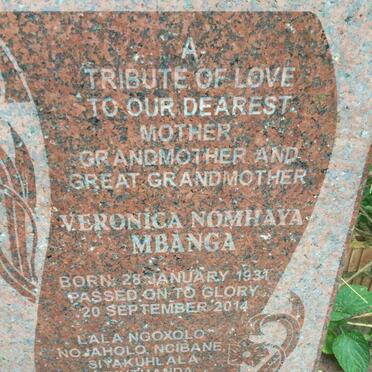 A
TRIBUTE OF LOVE
TO OUR DEAREST
MOTHER
GRANDMOTHER AND
GREAT GRANDMOTHER
VERONICA NOMHAYA
MBANGA
BORN: 28 JANUARY 1931
PASSED ON TO GLORY
20 SEPTEMBER 2014
LALA NGOXOLO
NOJAHOLO, NCIBANE,
SIYAKUHLALA